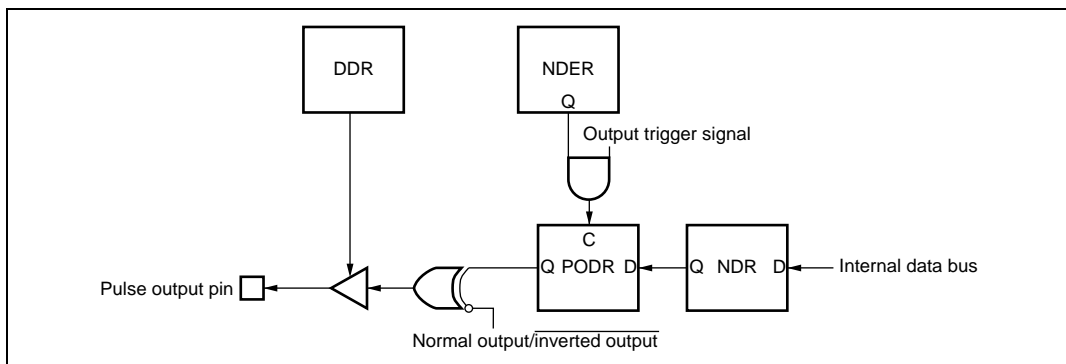 DDR
NDER
Q
Output trigger signal
C
Q PODR D
Q NDR D
Internal data bus
Pulse output pin
Normal output/inverted output